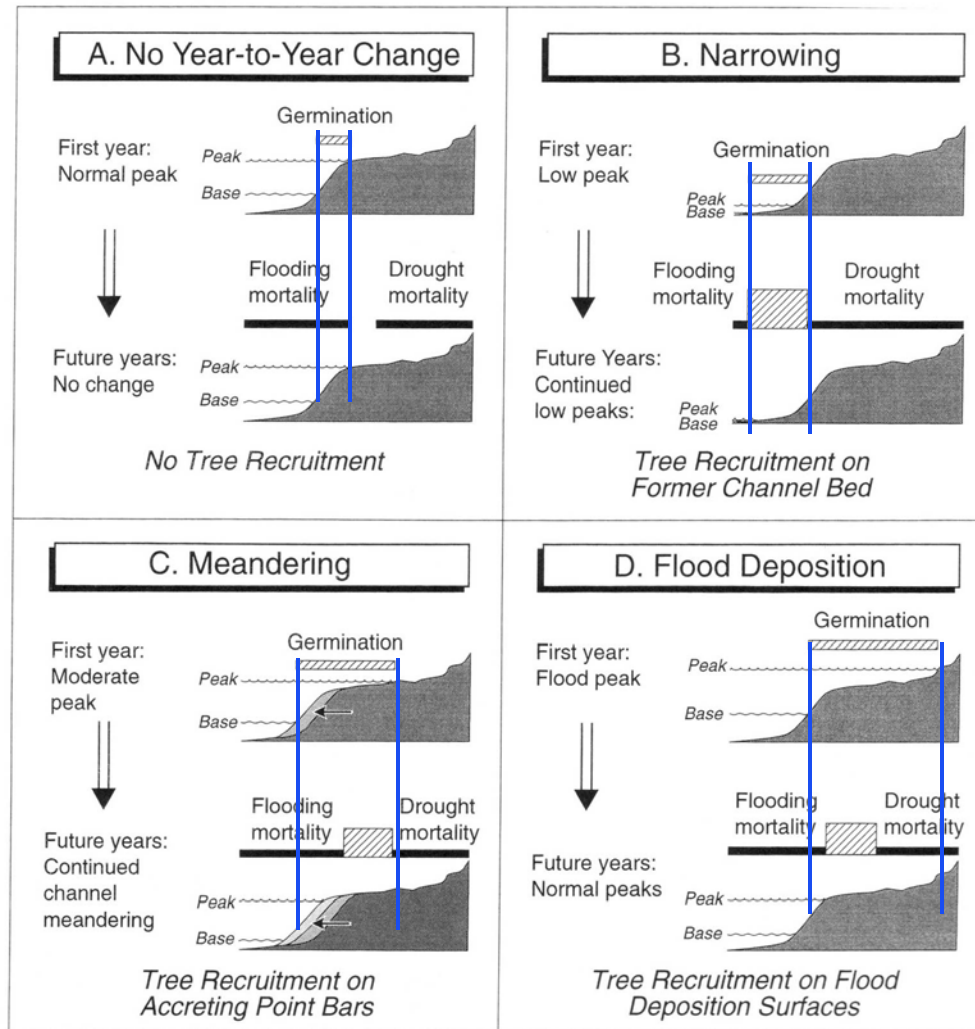 A. No Year-to-Year Change
Germination
First year:
Normal peak
Peak
Base
Flooding
mortality
Drought
mortality
Future years:
No change
Peak
Base
No Tree Recruitment
B. Narrowing
First year:
Low peak
Germination
Peak
Base
Flooding
mortality
Drought
mortality
Future Years:
Continued
low peaks:
Peak
Base
Tree Recruitment on
Former Channel Bed
C. Meandering
First year:
Moderate
peak
Germination
Peak
Base
Flooding
mortality
Drought
mortality
Future years:
Continued
channel
meandering
Peak
Base
Tree Recruitment on
Accreting Point Bars
D. Flood Deposition
Germination
First year:
Flood peak
Peak
Base
Flooding
mortality
Drought
mortality
Future years:
Normal peaks
Peak
Base
Tree Recruitment on Flood
Deposition Surfaces